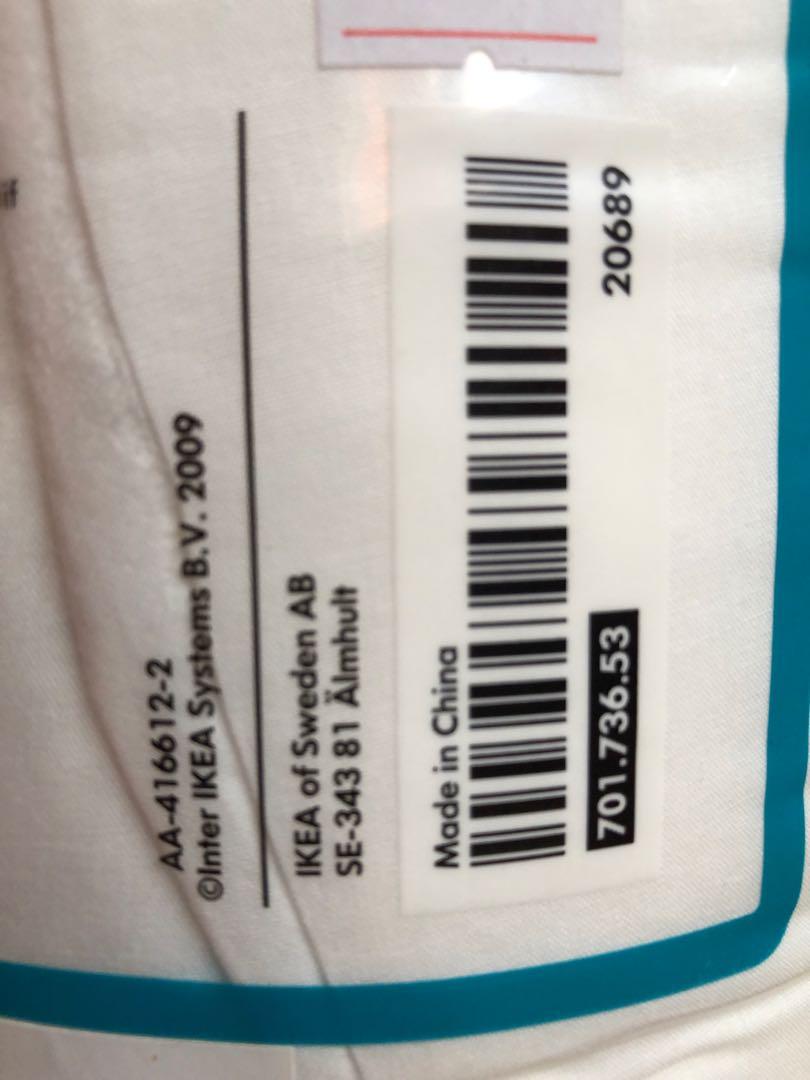 AA-416612-2
©Inter IKEA Systems B.V. 2009
IKEA of Sweden AB
SE-343 81 Älmhult
Made in China
701.736.53
20689